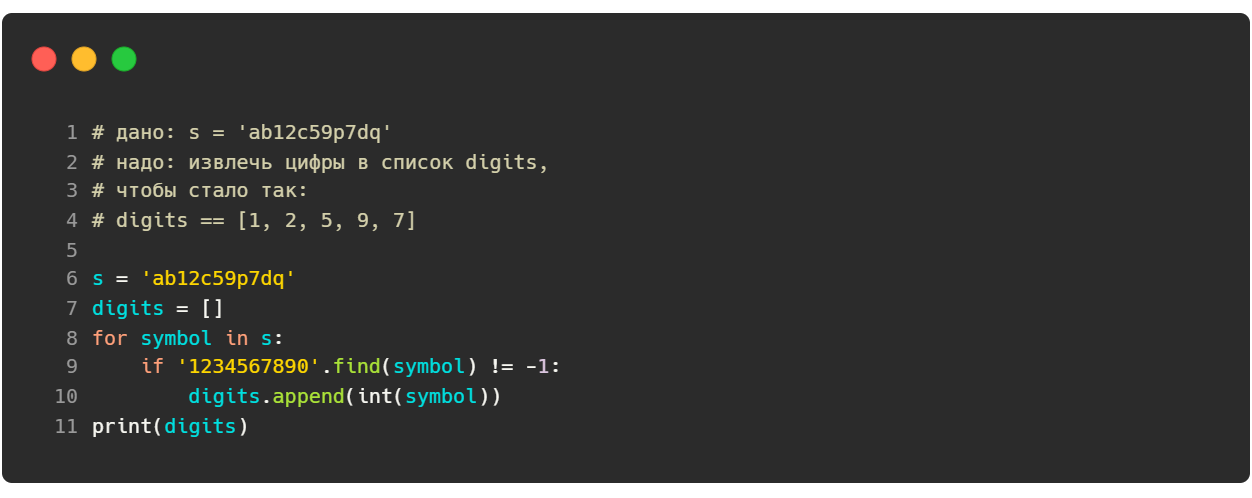 1 # дано: s = 'ab12c59p7dq'
2 # надо: извлечь цифры в список digits,
3 # чтобы стало так:
4 # digits == [1, 2, 5, 9, 7]
5
6 s = 'ab12c59p7dq'
7 digits = []
8 for symbol in s:
9     if '1234567890'.find(symbol) != -1:
10         digits.append(int(symbol))
11 print(digits)